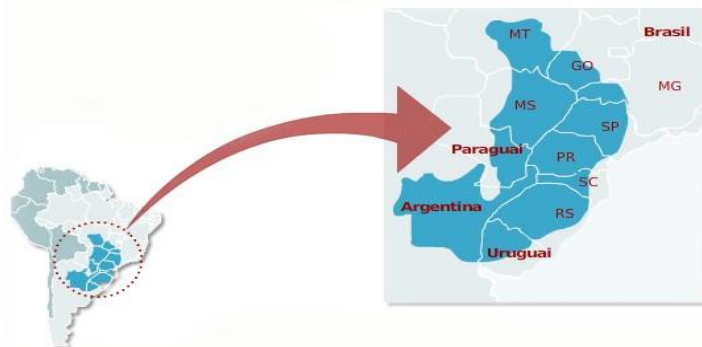 MT
Brasil
GO
MG
MS
SP
Paraguai
PR
SC
Argentina
RS
Uruguai